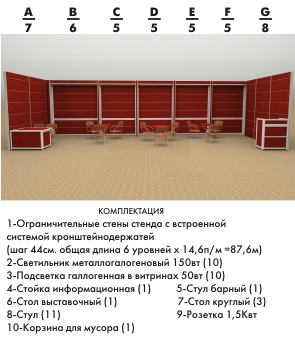 A B C D E F G
7 6 5 5 5 5 8
КОМПЛЕКТАЦИЯ
1-Ограничительные стены стенда с встроенной
системой кронштейнодержатей
(шаг 44см. общая длина 6 уровней х 14,6п/м =87,6м)
2-Светильник металлогалогеновый 150вт (10)
3-Подсветка галлогенная в витринах 50вт (10)
4-Стойка информационная (1) 5-Стул барный (1)
6-Стол выставочный (1) 7-Стол круглый (3)
8-Стул (11) 9-Розетка 1,5Квт
10-Корзина для мусора (1)